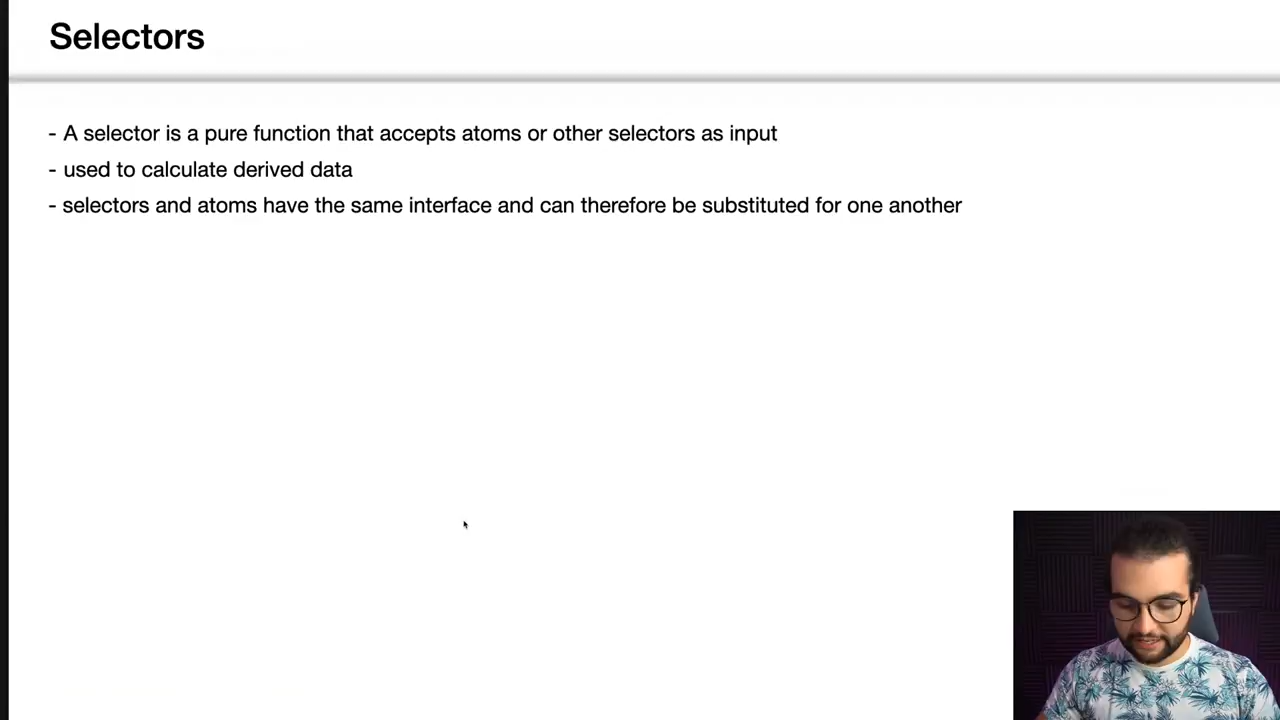 Selectors
- A selector is a pure function that accepts atoms or other selectors as input
- used to calculate derived data
- selectors and atoms have the same interface and can therefore be substituted for one another